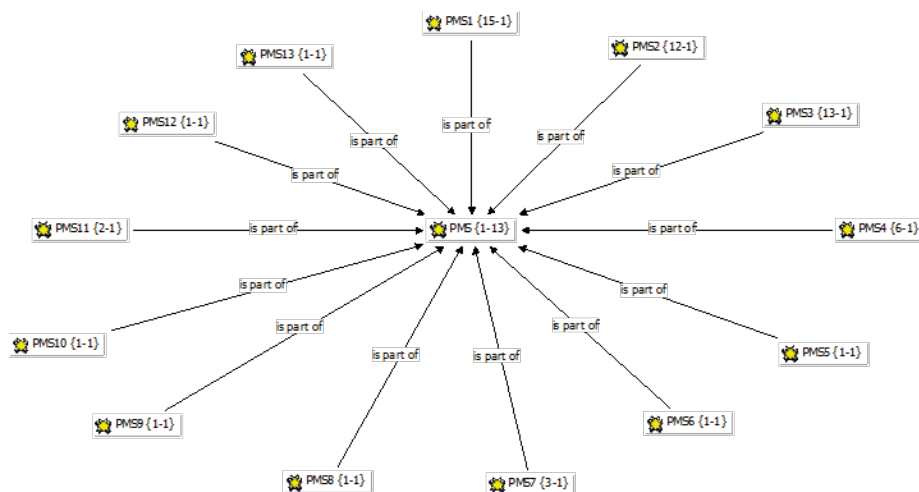 PMS1 {15-1}
PMS13 {1-1}
PMS2 {12-1}
PMS12 {1-1}
PMS3 {13-1}
is part of
is part of
is part of
is part of
is part of
PMS11 {2-1}
is part of
PMS {1-13}
is part of
PMS4 {6-1}
is part of
is part of
is part of
is part of
is part of
is part of
PMS10 {1-1}
PMS5 {1-1}
PMS9 {1-1}
PMS6 {1-1}
PMS8 {1-1}
PMS7 {3-1}